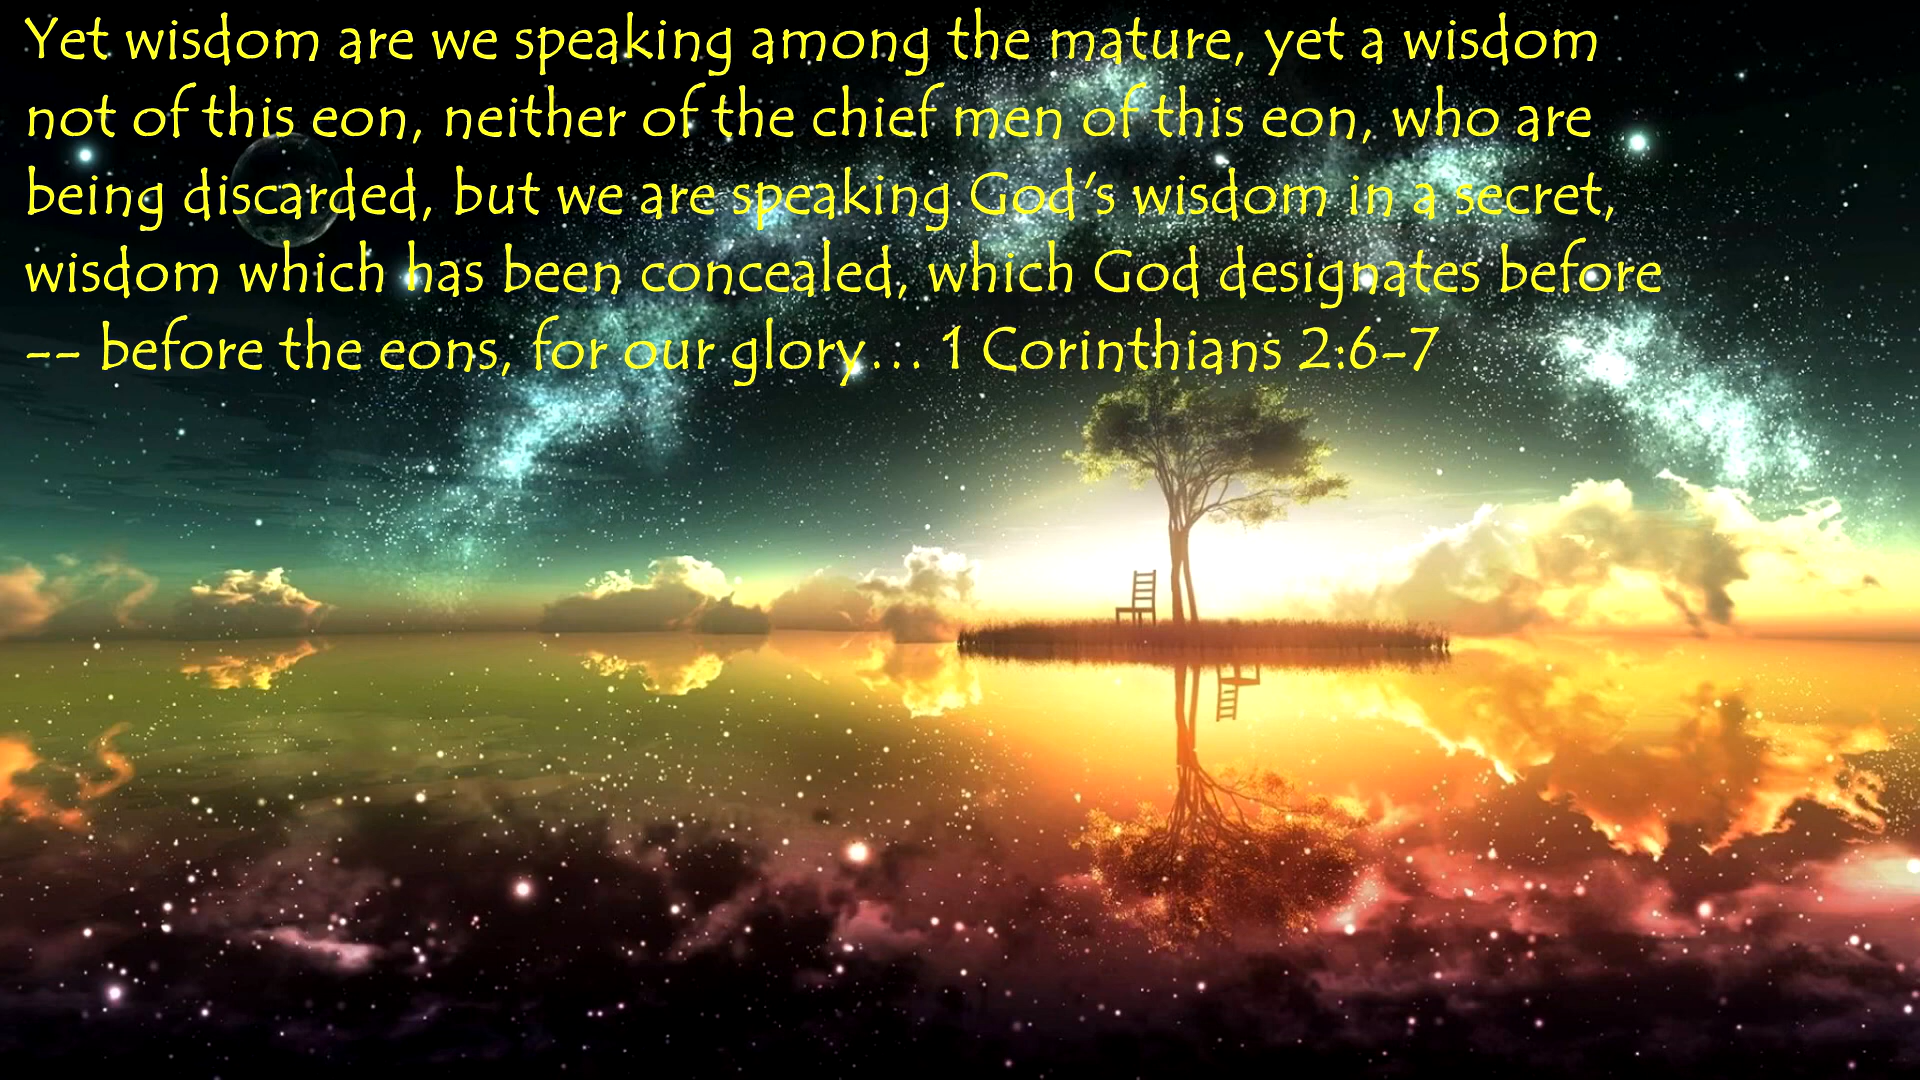 Yet wisdom are we speaking among the mature, yet a wisdom
not of this eon, neither of the chief men of this eon, who are
being discarded, but we are speaking God's wisdom in a secret,
wisdom which has been concealed, which God designates before
-- before the eons, for our glory... 1 Corinthians 2:6-7